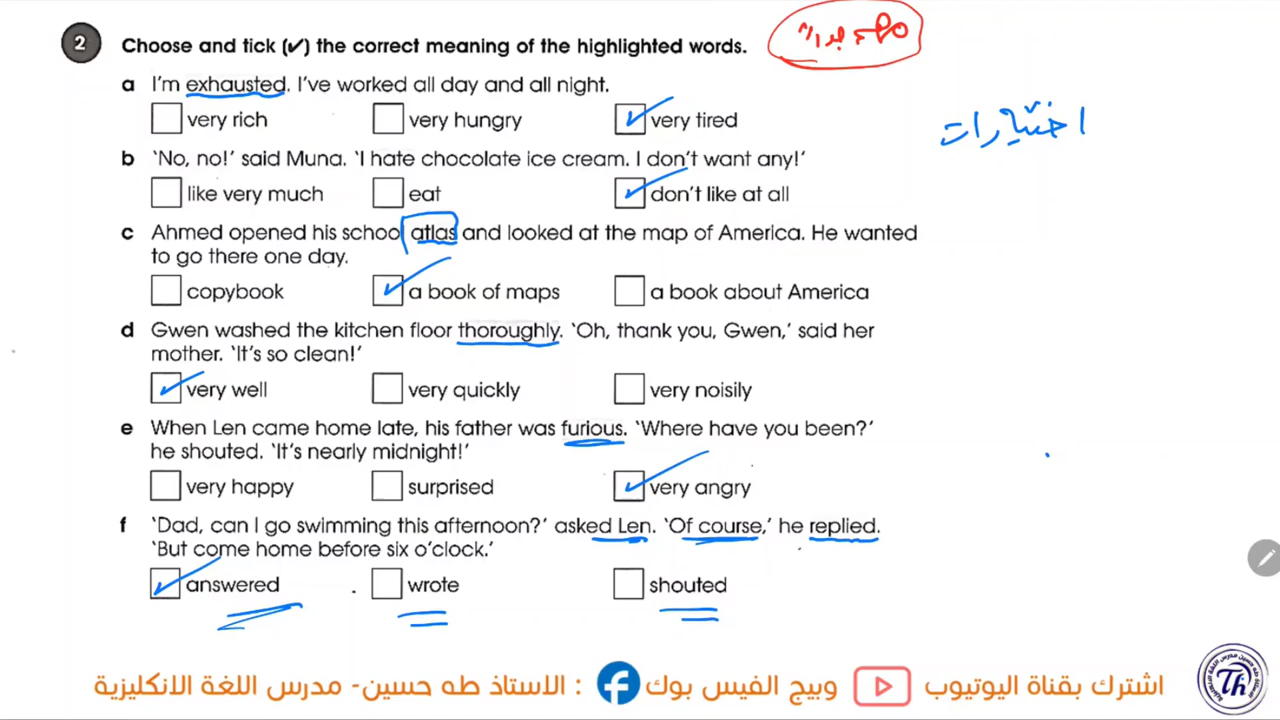 2 Choose and tick (✓) the correct meaning of the highlighted words.
مهمة جداً
a I'm exhausted. I've worked all day and all night.
very rich very hungry ✓ very tired
اختيارات
b 'No, no!' said Muna. 'I hate chocolate ice cream. I don't want any!'
like very much eat ✓ don't like at all
c Ahmed opened his school atlas and looked at the map of America. He wanted
to go there one day.
copybook ✓ a book of maps a book about America
d Gwen washed the kitchen floor thoroughly. 'Oh, thank you, Gwen,' said her
mother. 'It's so clean!'
✓ very well very quickly very noisily
e When Len came home late, his father was furious. 'Where have you been?'
he shouted. 'It's nearly midnight!'
very happy surprised ✓ very angry
f 'Dad, can I go swimming this afternoon?' asked Len. 'Of course,' he replied.
'But come home before six o'clock.'
✓ answered wrote shouted
اشترك بقناة اليوتيوب وبيج الفيس بوك : الاستاذ طه حسين- مدرس اللغة الانكليزية
Th